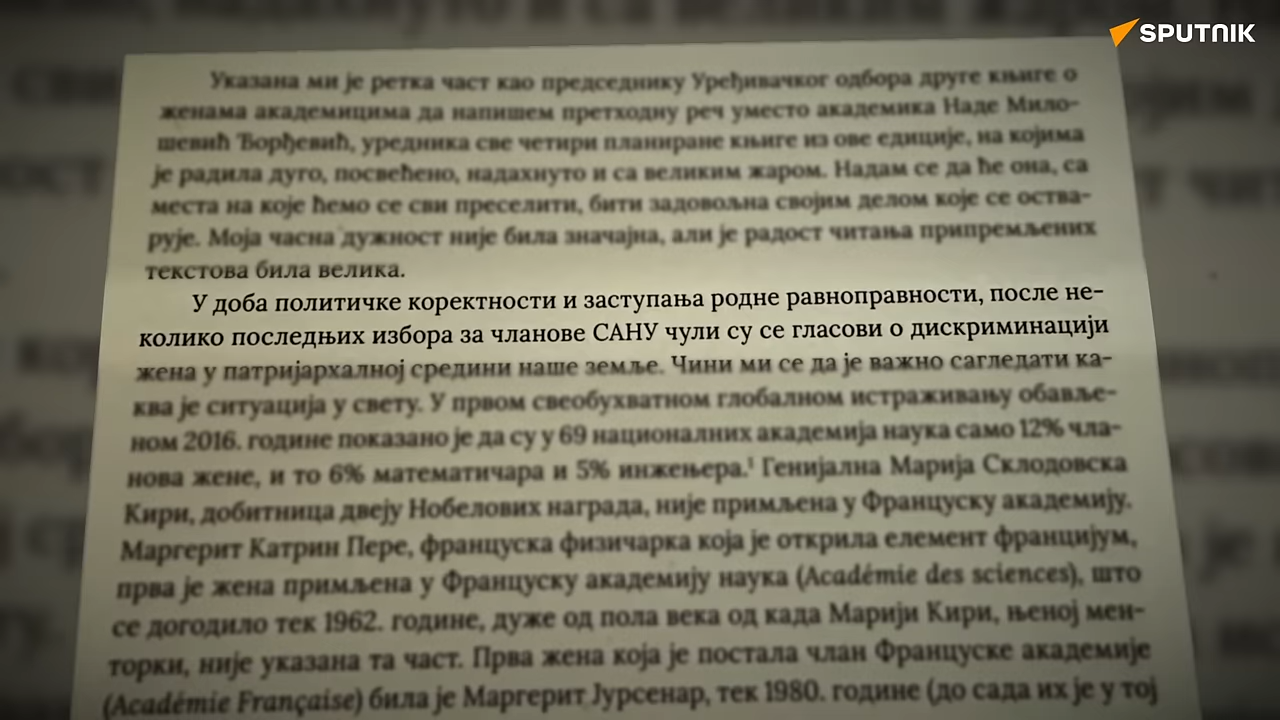 SPUTNIK
Указана ми је ретка част као председнику Уређивачког одбора друге књиге о
женама академицима да напишем претходну реч уместо академика Наде Мило-
шевић Ђорђевић, уредника све четири планиране књиге из ове едиције, на којима
је радила дуго, посвећено, надахнуто и са великим жаром. Надам се да ће она, са
места на које ћемо се сви преселити, бити задовољна својим делом које се оства-
рује. Моја часна дужност није била значајна, али је радост читања припремљених
текстова била велика.
У доба политичке коректности и заступања родне равноправности, после не-
колико последњих избора за чланове САНУ чули су се гласови о дискриминацији
жена у патријархалној средини наше земље. Чини ми се да је важно сагледати ка-
ква је ситуација у свету. У првом свеобухватном глобалном истраживању обавље-
ном 2016. године показано је да су у 69 националних академија наука само 12% чла-
нова жене, и то 6% математичара и 5% инжењера.¹ Генијална Марија Склодовска
Кири, добитница двеју Нобелових награда, није примљена у Француску академију.
Маргерит Катрин Пере, француска физичарка која је открила елемент францијум,
прва је жена примљена у Француску академију наука (Académie des sciences), што
се догодило тек 1962. године, дуже од пола века од када Марији Кири, њеној мен-
торки, није указана та част. Прва жена која је постала члан Француске академије
(Académie Française) била је Маргерит Јурсенар, тек 1980. године (до сада их је у тој